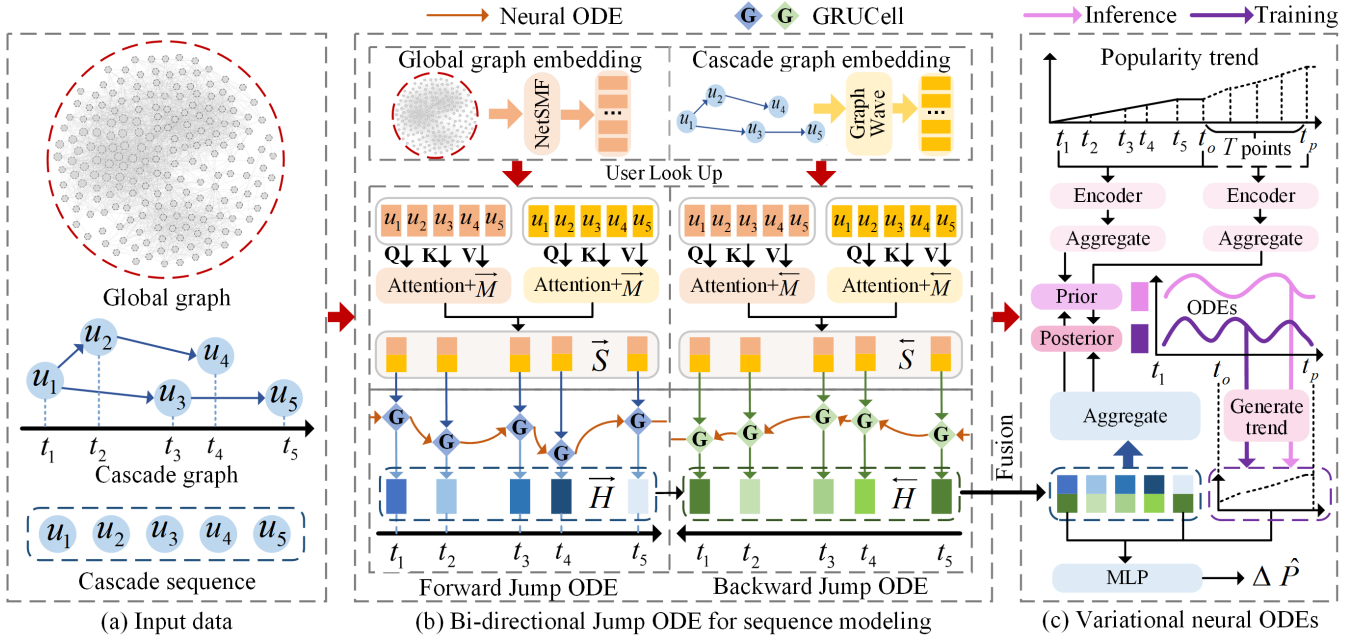 Neural ODE
G G GRUCell
Inference
Training
Global graph
u1 u2 u3 u4 u5
t1 t2 t3 t4 t5
Cascade graph
u1 u2 u3 u4 u5
Cascade sequence
(a) Input data
Global graph embedding
NetSMF
...
Cascade graph embedding
u1 u2 u4 u3 u5
Graph
Wave
...
User Look Up
u1 u2 u3 u4 u5
u1 u2 u3 u4 u5
u1 u2 u3 u4 u5
u1 u2 u3 u4 u5
Q K V
Q K V
Q K V
Q K V
Attention+M→
Attention+M→
Attention+M←
Attention+M←
S→
S←
G G G G G
G G G G G
H→
H←
t1 t2 t3 t4 t5
t1 t2 t3 t4 t5
Forward Jump ODE
Backward Jump ODE
(b) Bi-directional Jump ODE for sequence modeling
Fusion
Popularity trend
t1 t2 t3 t4 t5 to T points tp
Encoder
Encoder
Aggregate
Aggregate
Prior
Posterior
ODEs
t1 to tp
Aggregate
Generate
trend
MLP
Δ P̂
(c) Variational neural ODEs